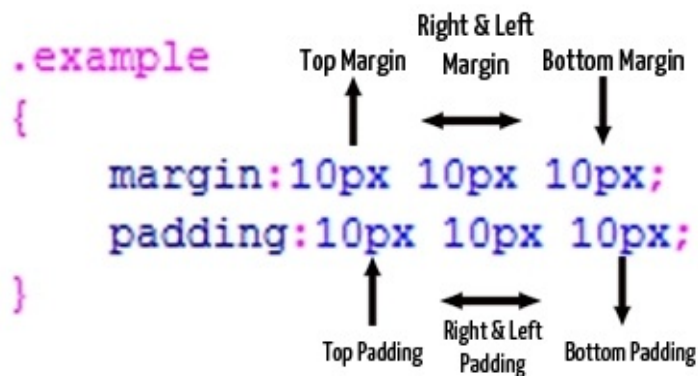 Right & Left
.example Top Margin Margin Bottom Margin
{
margin:10px 10px 10px;
padding:10px 10px 10px;
}
Top Padding Right & Left Padding Bottom Padding